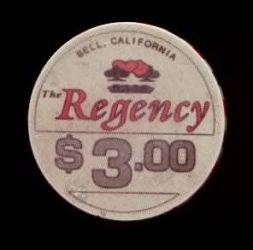 BELL, CALIFORNIA
The Regency
$3.00